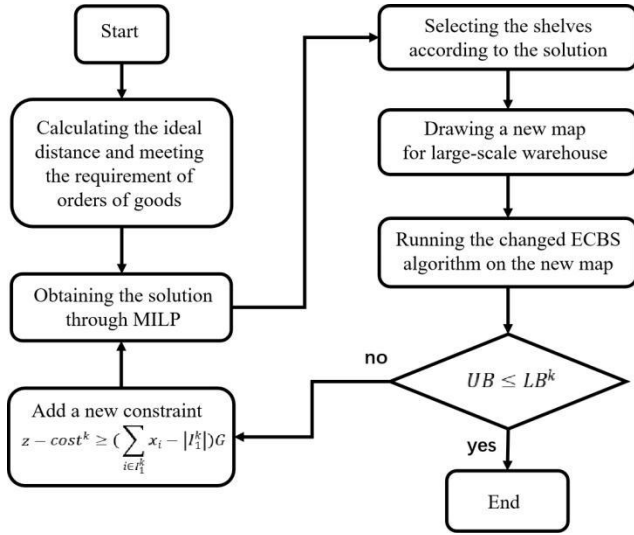 Start
Calculating the ideal
distance and meeting
the requirement of
orders of goods
Obtaining the solution
through MILP
Add a new constraint
z − cost^k ≥ (∑_{i∈I_1^k} x_i − |I_1^k|)G
Selecting the shelves
according to the solution
Drawing a new map
for large-scale warehouse
Running the changed ECBS
algorithm on the new map
UB ≤ LB^k
no
yes
End